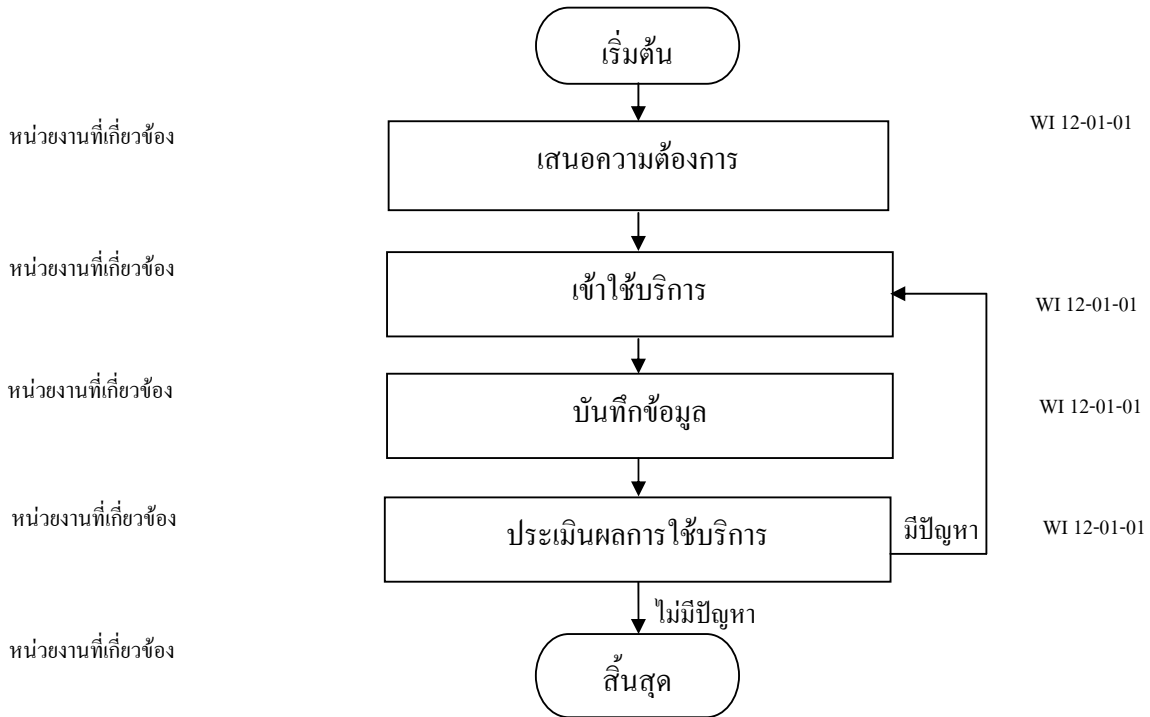 เริ่มต้น
หน่วยงานที่เกี่ยวข้อง
เสนอความต้องการ
WI 12-01-01
หน่วยงานที่เกี่ยวข้อง
เข้าใช้บริการ
WI 12-01-01
หน่วยงานที่เกี่ยวข้อง
บันทึกข้อมูล
WI 12-01-01
หน่วยงานที่เกี่ยวข้อง
ประเมินผลการใช้บริการ
มีปัญหา
WI 12-01-01
ไม่มีปัญหา
หน่วยงานที่เกี่ยวข้อง
สิ้นสุด